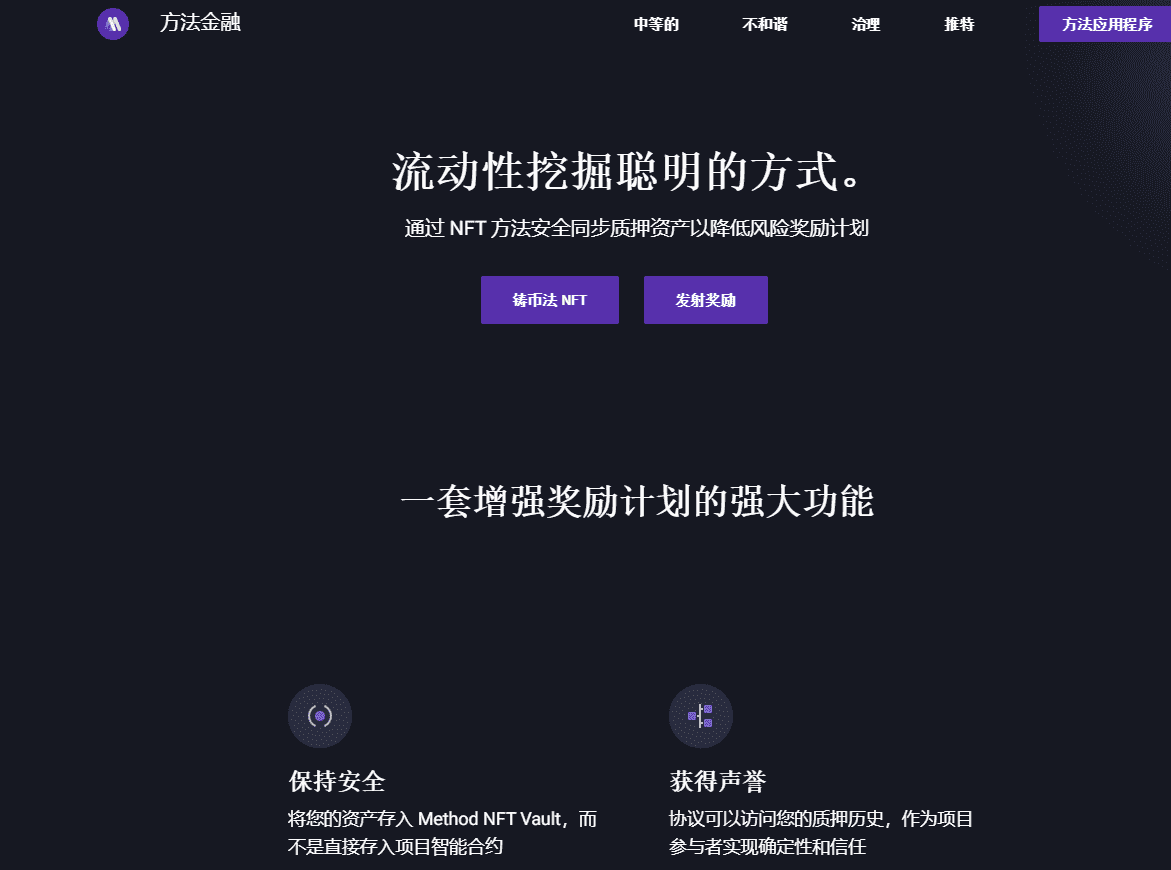 方法金融
中等的
不和谐
治理
推特
方法应用程序
流动性挖掘聪明的方式。
通过 NFT 方法安全同步质押资产以降低风险奖励计划
铸币法 NFT
发射奖励
一套增强奖励计划的强大功能
保持安全
将您的资产存入 Method NFT Vault，而
不是直接存入项目智能合约
获得声誉
协议可以访问您的质押历史，作为项目
参与者实现确定性和信任